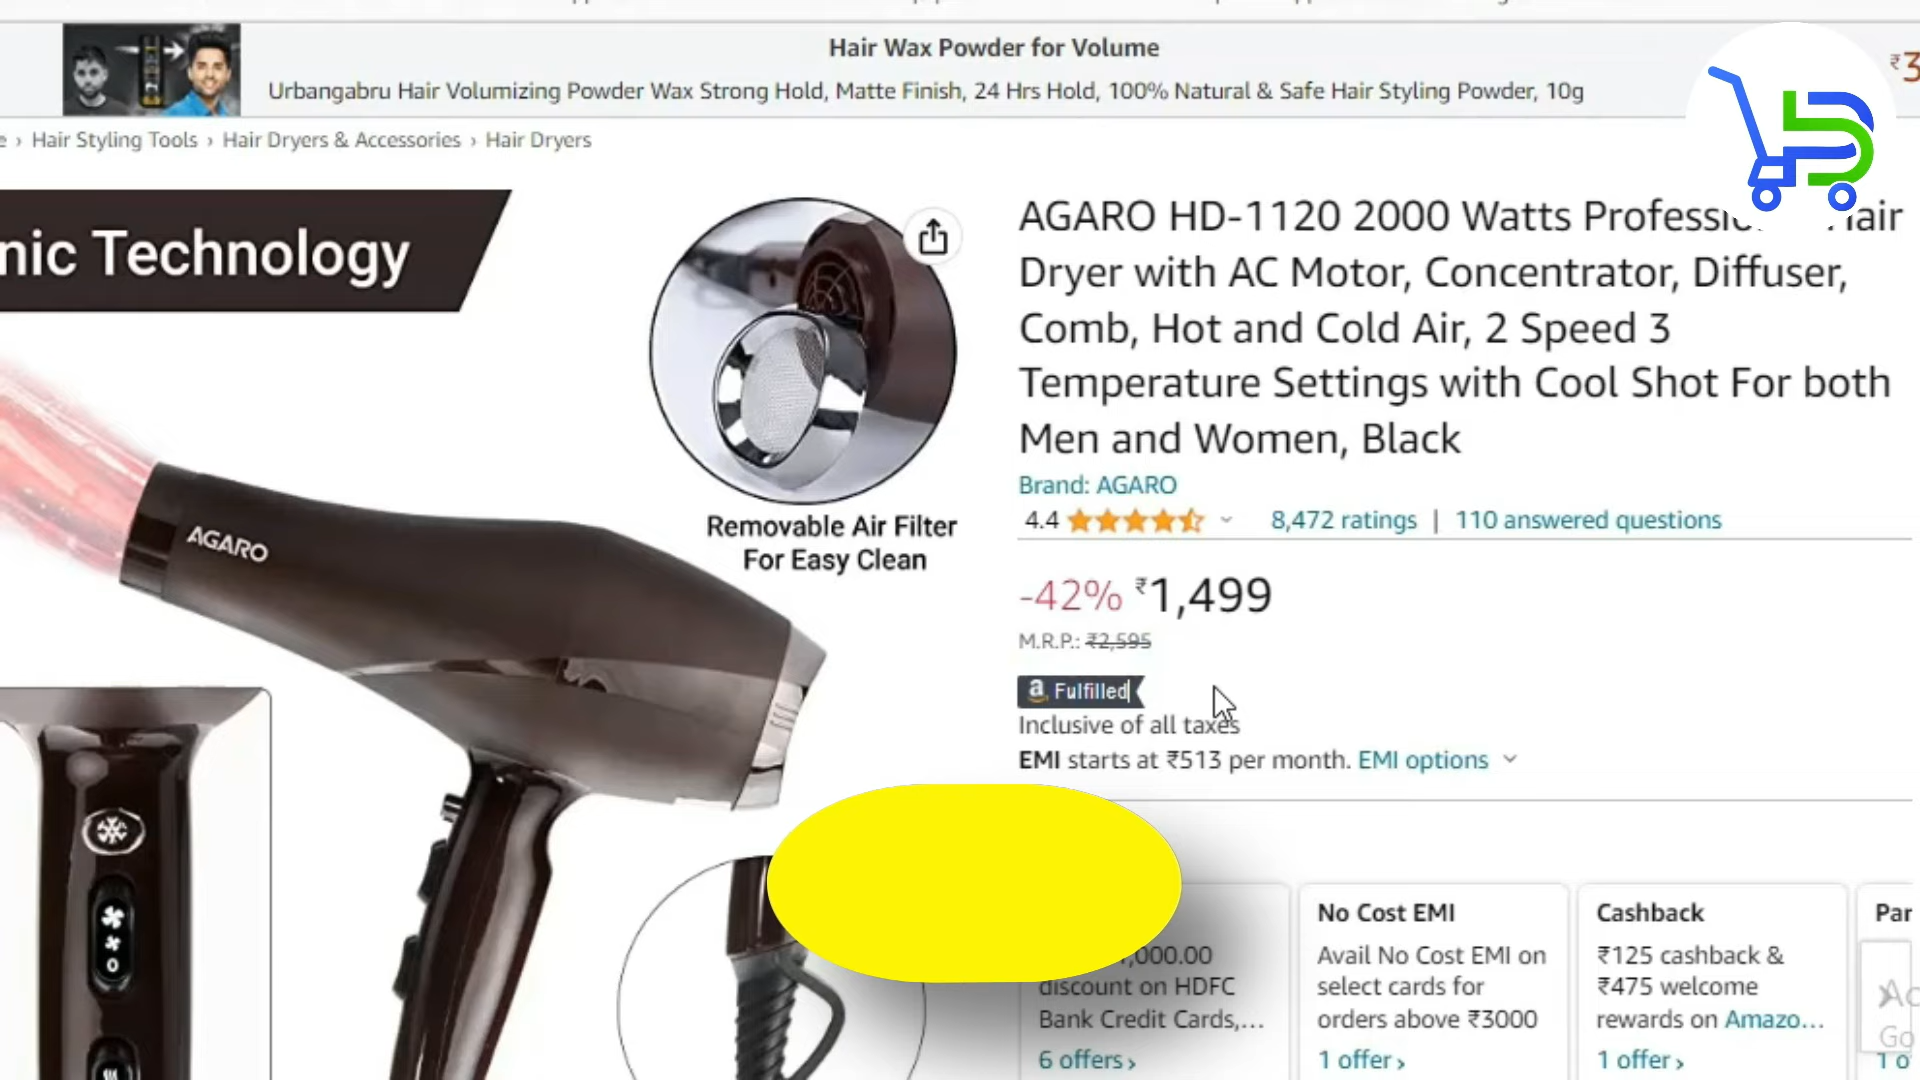 Hair Wax Powder for Volume
Urbangabru Hair Volumizing Powder Wax Strong Hold, Matte Finish, 24 Hrs Hold, 100% Natural & Safe Hair Styling Powder, 10g
₹3
e › Hair Styling Tools › Hair Dryers & Accessories › Hair Dryers
nic Technology
AGARO
Removable Air Filter
For Easy Clean
AGARO HD-1120 2000 Watts Hair
Dryer with AC Motor, Concentrator, Diffuser,
Comb, Hot and Cold Air, 2 Speed 3
Temperature Settings with Cool Shot For both
Men and Women, Black
Brand: AGARO
4.4 8,472 ratings | 110 answered questions
-42% ₹1,499
M.R.P.: ₹2,595
a Fulfilled
Inclusive of all taxes
EMI starts at ₹513 per month. EMI options
,000.00
discount on HDFC
Bank Credit Cards,...
6 offers ›
No Cost EMI
Avail No Cost EMI on
select cards for
orders above ₹3000
1 offer ›
Cashback
₹125 cashback &
₹475 welcome
rewards on Amazo...
1 offer ›
Par
1 o